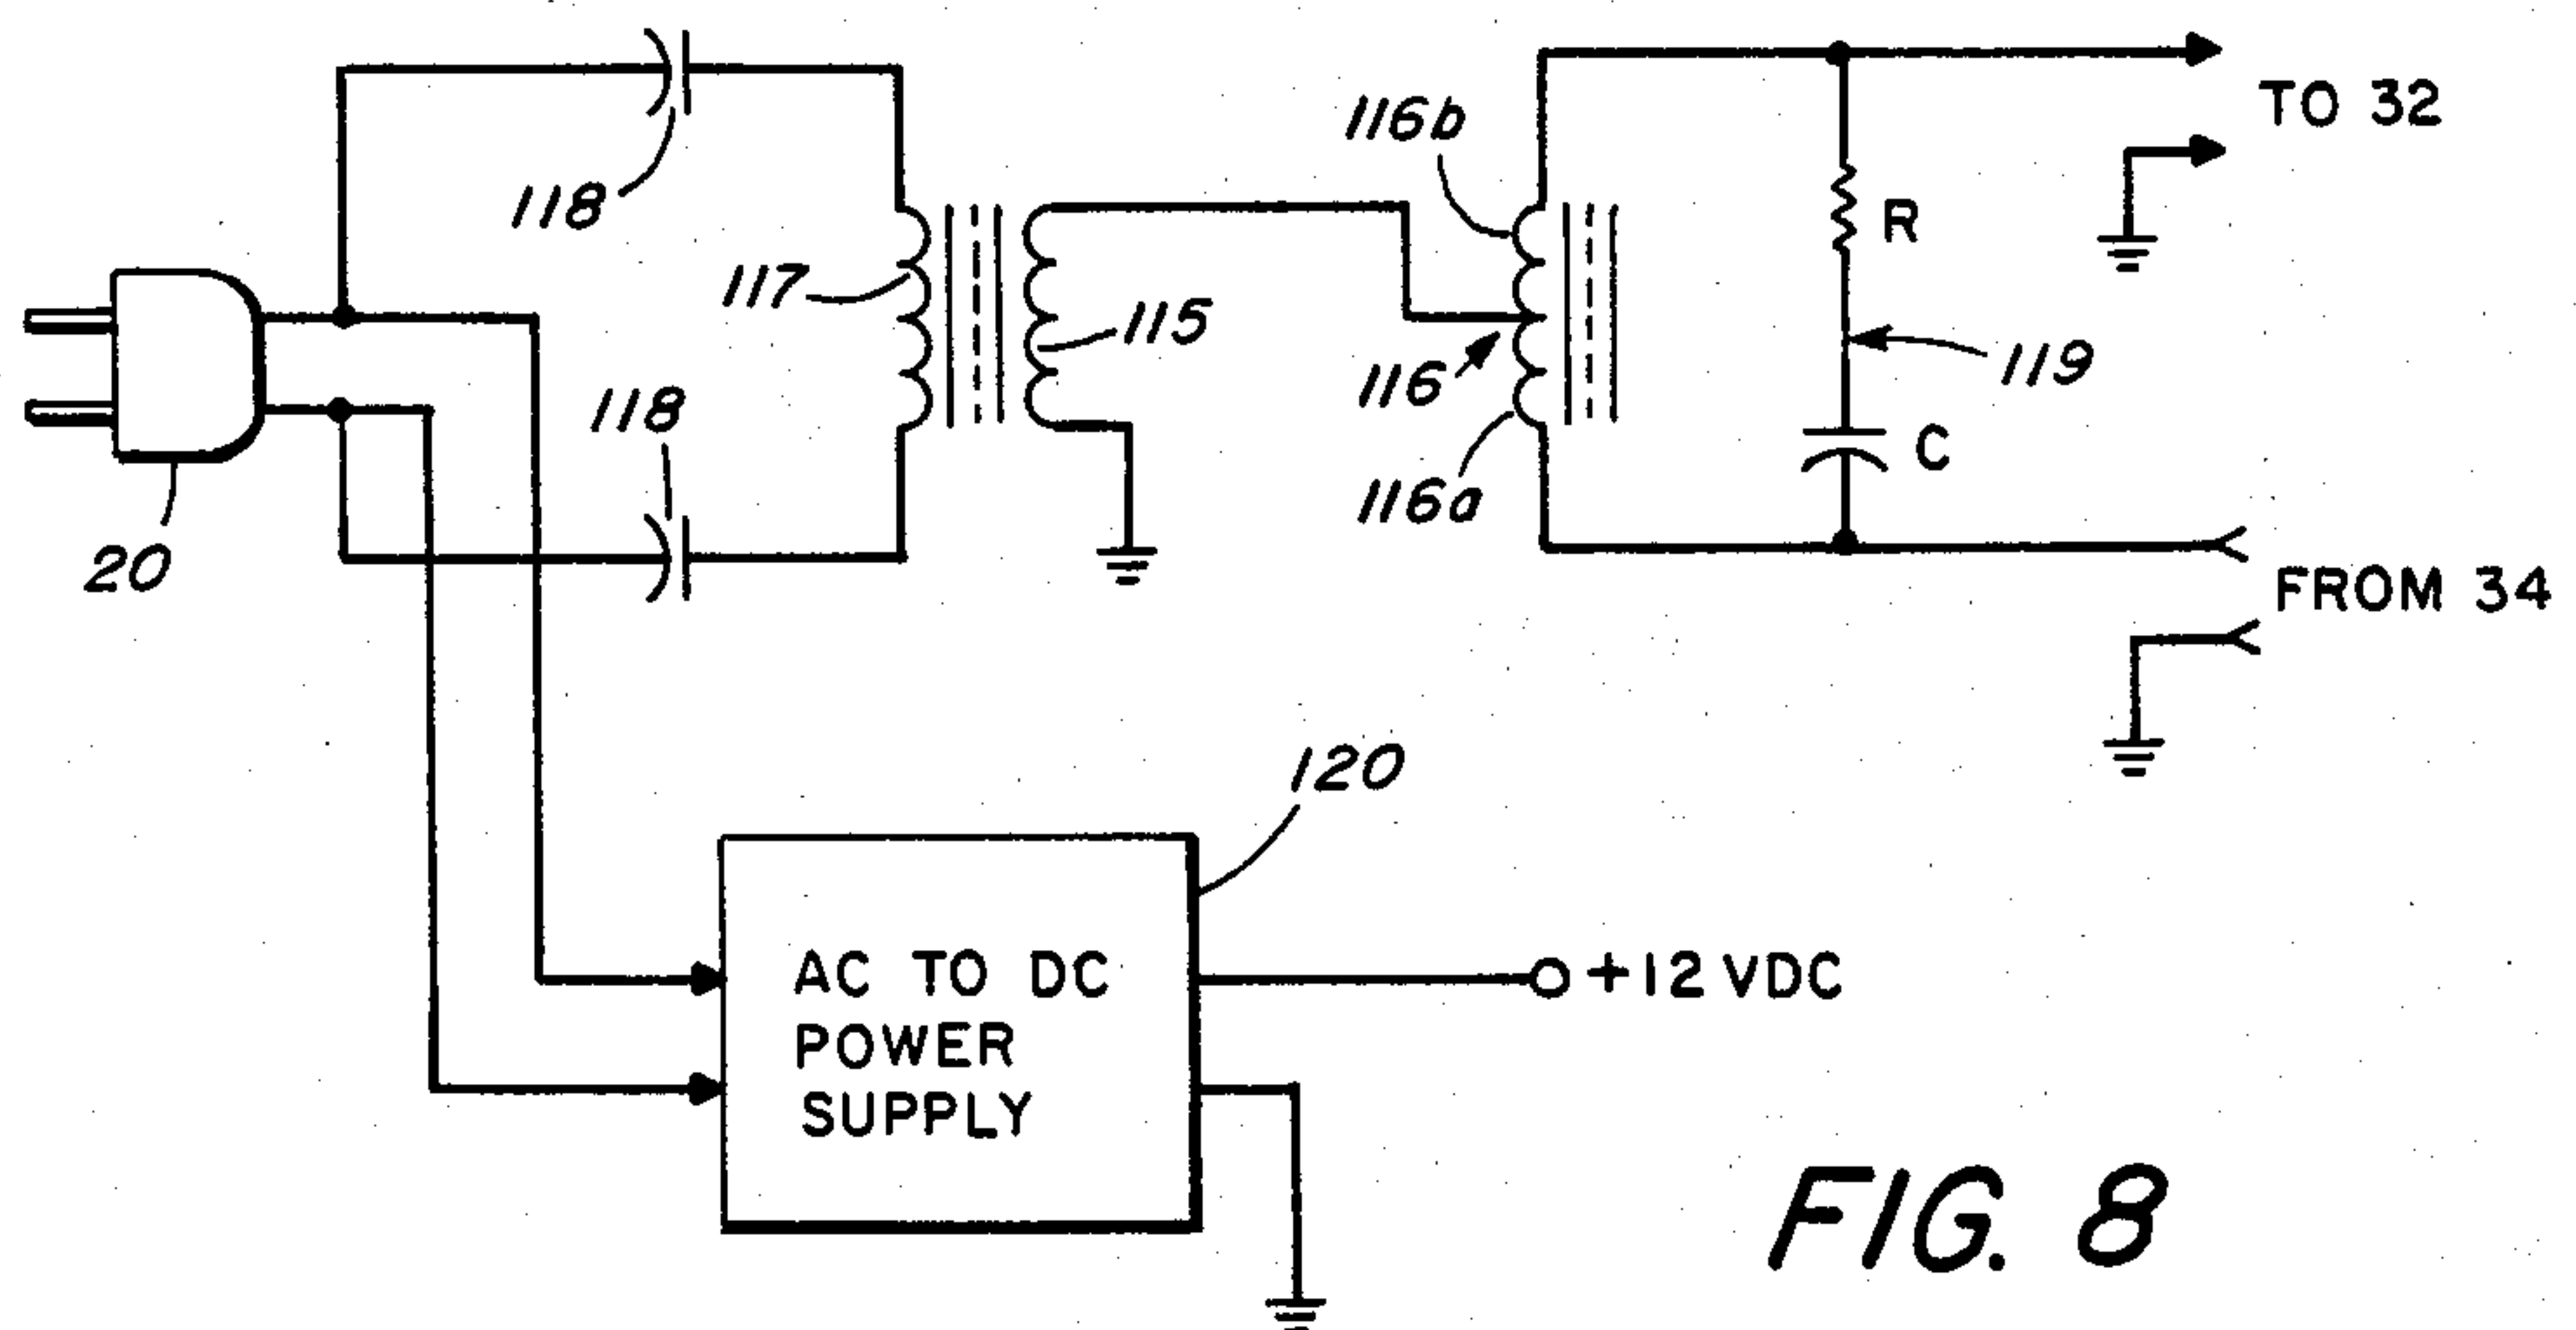 118
117
115
116b
116
116a
R
119
C
TO 32
FROM 34
118
20
120
AC TO DC
POWER
SUPPLY
+12 VDC
FIG. 8